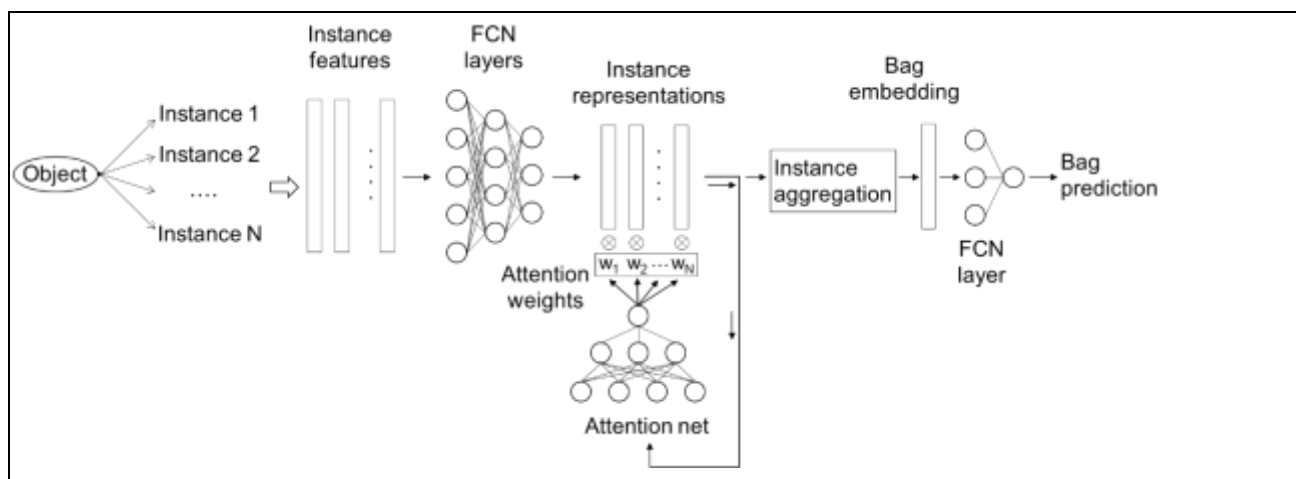 Object
Instance 1
Instance 2
....
Instance N
Instance
features
FCN
layers
Instance
representations
Attention
weights
w1 w2 ... wN
Attention net
Instance
aggregation
Bag
embedding
FCN
layer
Bag
prediction